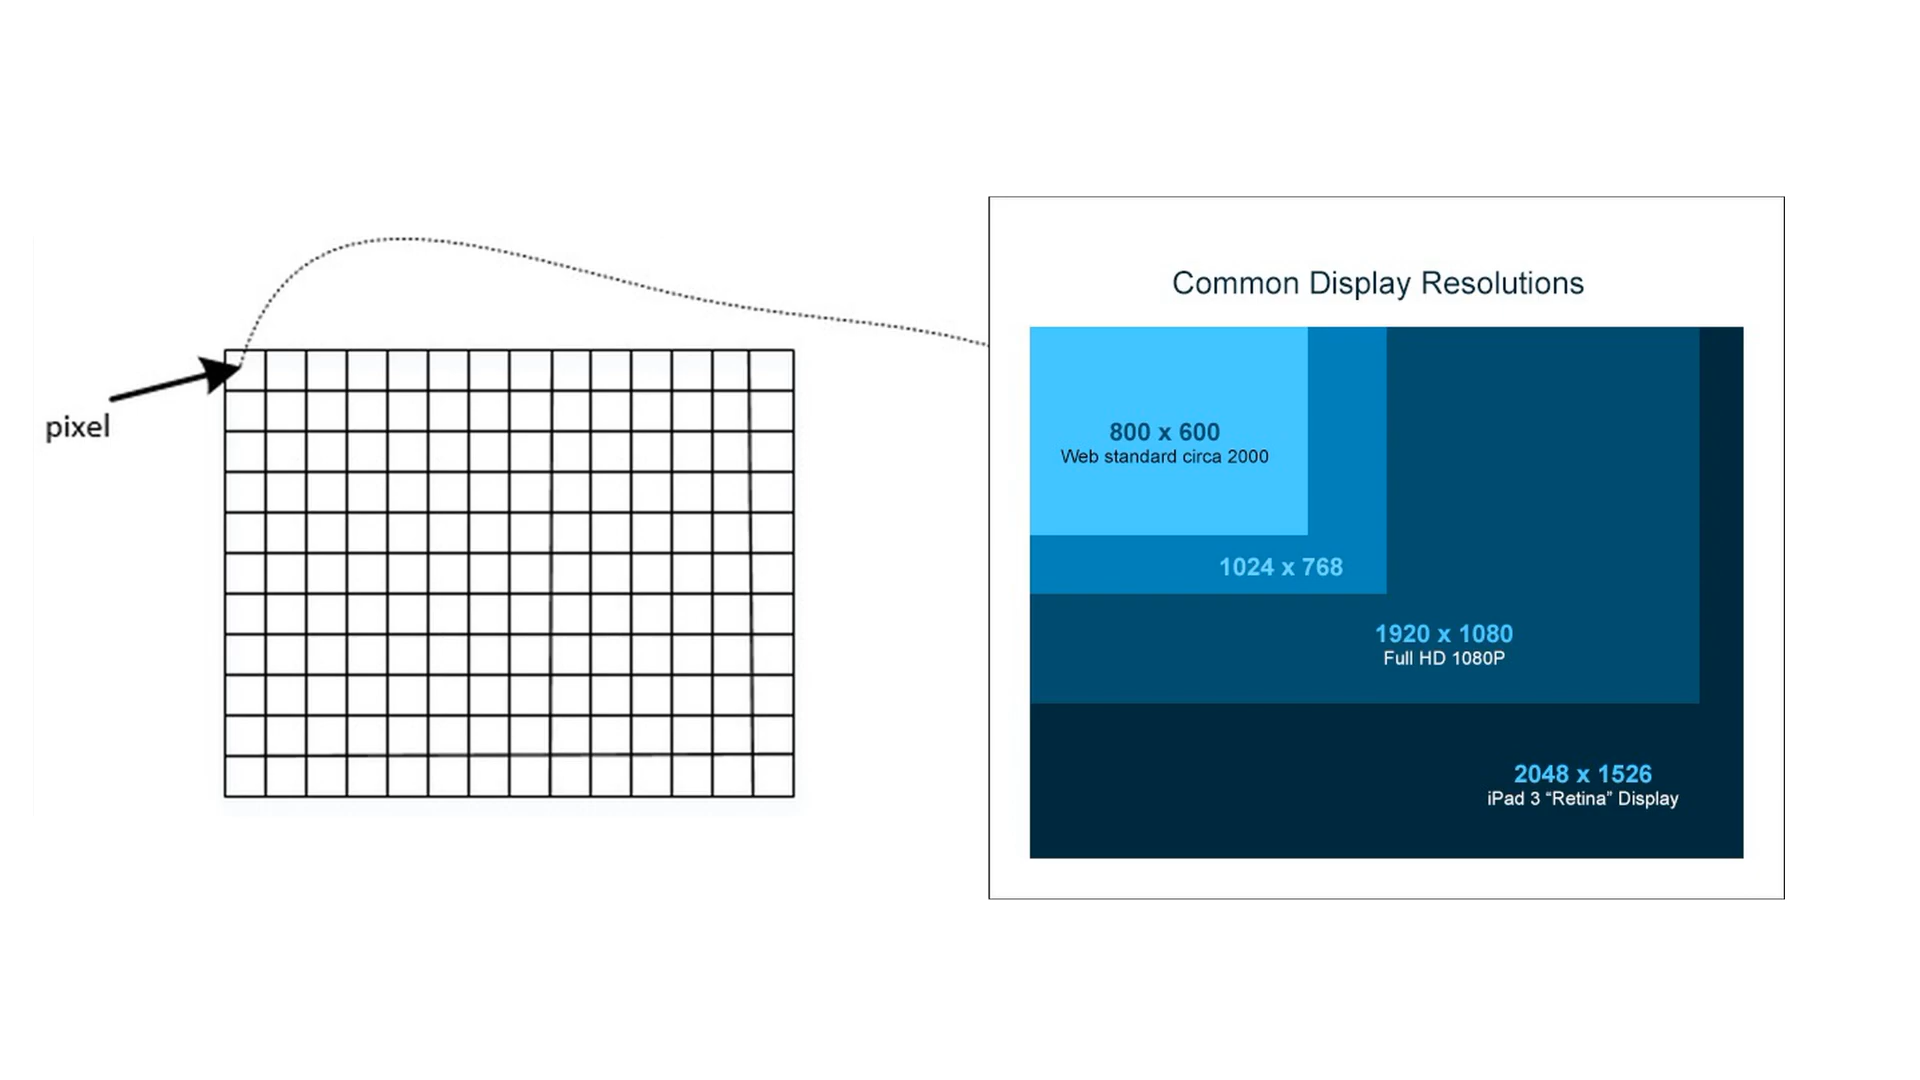 pixel
Common Display Resolutions
800 x 600
Web standard circa 2000
1024 x 768
1920 x 1080
Full HD 1080P
2048 x 1526
iPad 3 “Retina” Display